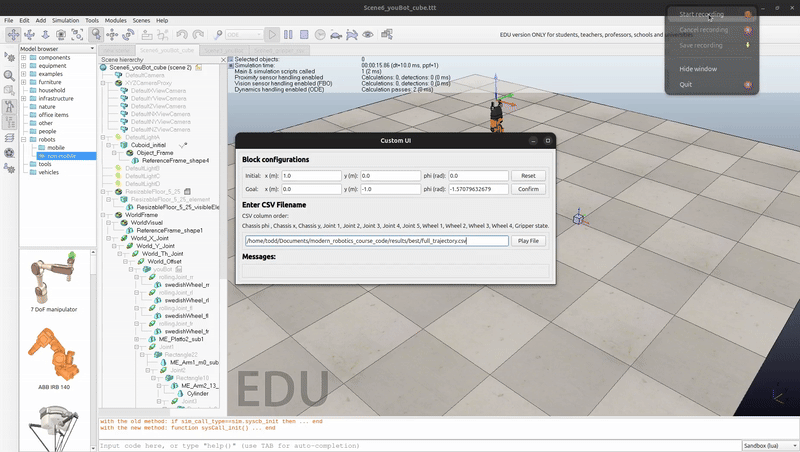 Scene6_youBot_cube.ttt
File Edit Add Simulation Tools Modules Scenes Help
Start recording
Cancel recording
Save recording
Hide window
Quit
EDU version ONLY for students, teachers, professors, schools and
Model browser
components
equipment
examples
furniture
household
infrastructure
nature
office items
other
people
robots
mobile
non-mobile
tools
vehicles
7 DoF manipulator
ABB IRB 140
Scene hierarchy
Scene6_youBot_cube (scene 2)
DefaultCamera
XYZCameraProxy
DefaultXViewCamera
DefaultYViewCamera
DefaultZViewCamera
DefaultLightA
Cuboid_initial
Object_Frame
ReferenceFrame_shape4
DefaultLightB
DefaultLightC
DefaultLightD
ResizableFloor_5_25
ResizableFloor_5_25_element
ResizableFloor_5_25_visibleEle
WorldFrame
ReferenceFrame_shape1
World_X_Joint
World_Y_Joint
World_Th_Joint
World_Offset
youBot
rollingJoint_rr
swedishWheel_rr
rollingJoint_rl
swedishWheel_rl
rollingJoint_fr
swedishWheel_fr
ME_Platfo2_sub1
Joint1
Rectangle22
ME_Arm1_m0_sub
Joint2
ME_Arm2_13_
Cylinder
Joint3
Selected objects: 0
Simulation time: 00:00:15.86 (dt=10.0 ms, ppf=1)
Main & simulation scripts called 1 (2 ms)
Proximity sensor handling enabled Calculations: 0, detections: 0 (0 ms)
Vision sensor handling enabled (FBO) Calculations: 0, detections: 0 (0 ms)
Dynamics handling enabled (ODE) Calculation passes: 2 (0 ms)
Custom UI
Block configurations
Initial: x (m): 1.0 y (m): 0.0 phi (rad): 0.0 Reset
Goal: x (m): 0.0 y (m): -1.0 phi (rad): -1.57079632679 Confirm
Enter CSV Filename
CSV column order:
Chassis phi , Chassis x, Chassis y, Joint 1, Joint 2, Joint 3, Joint 4, Joint 5, Wheel 1, Wheel 2, Wheel 3, Wheel 4, Gripper state.
/home/todd/Documents/modern_robotics_course_code/results/best/full_trajectory.csv Play File
Messages:
EDU
with the old method: if sim_call_type==sim.syscb_init then ... end
with the new method: function sysCall_init() ... end
Input code here, or type "help()" (use TAB for auto-completion)
Sandbox (lua)